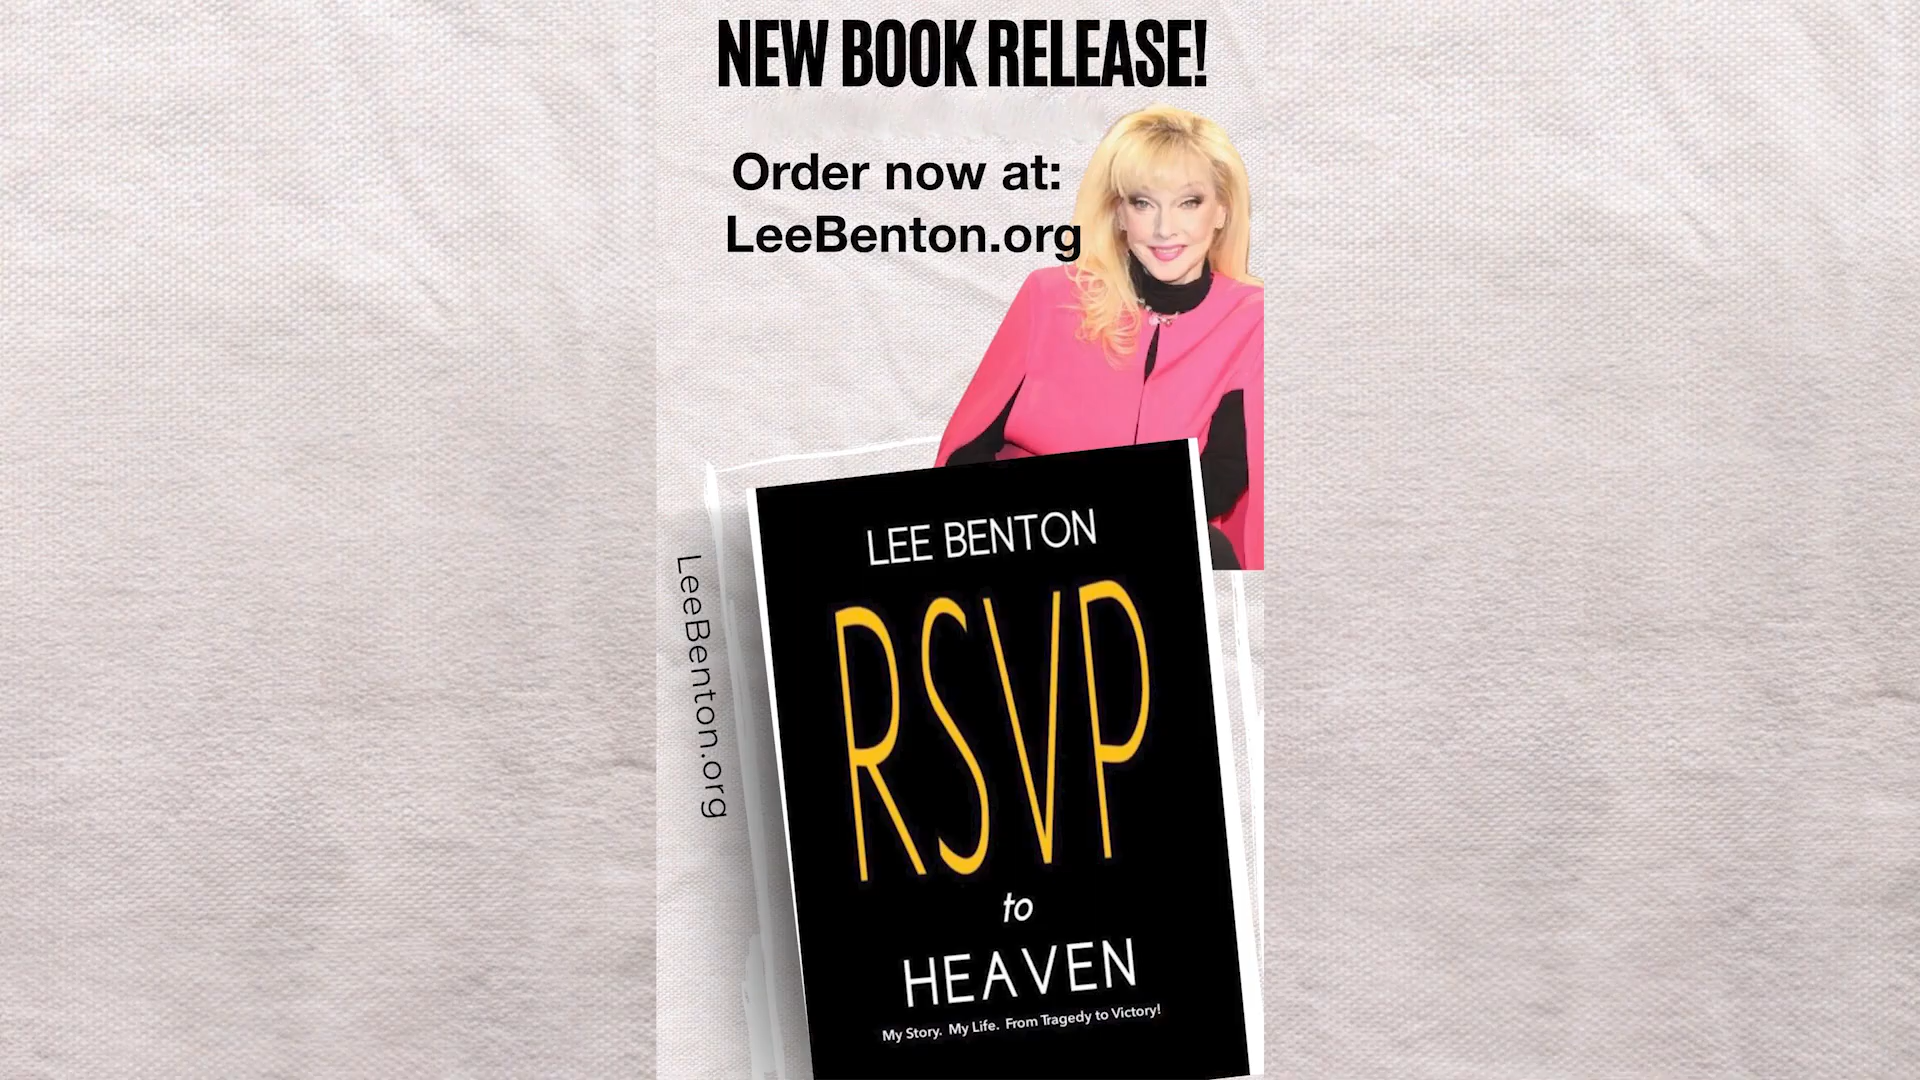 NEW BOOK RELEASE!
Order now at:
LeeBenton.org
LeeBenton.org
LEE BENTON
RSVP
to
HEAVEN
My Story. My Life. From Tragedy to Victory!